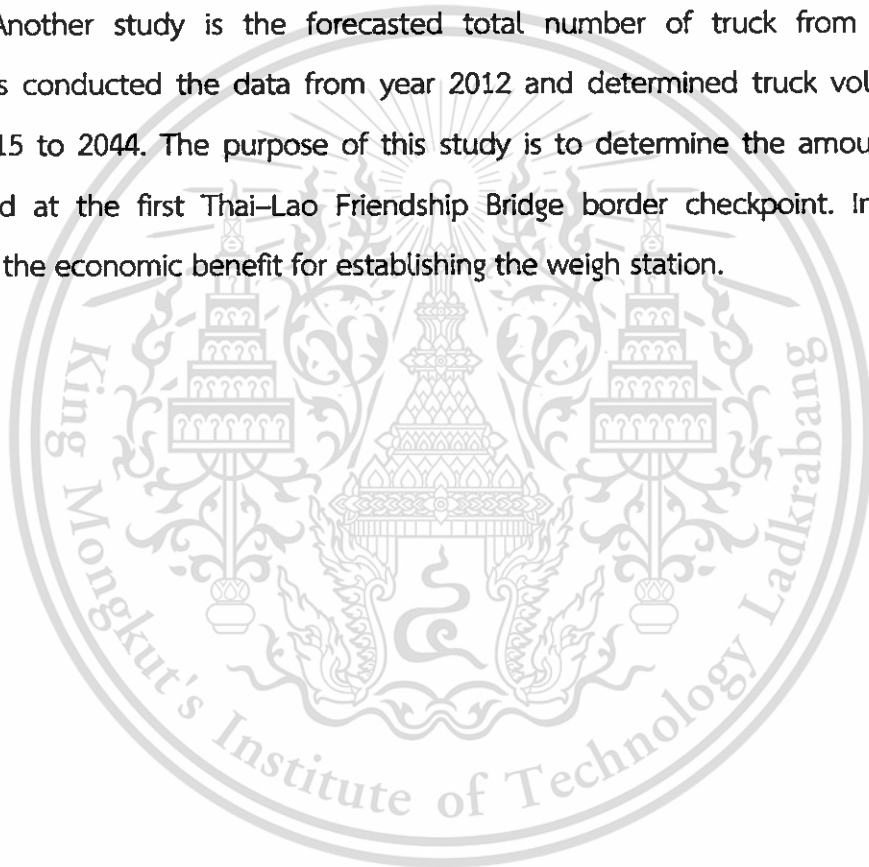 Another study is the forecasted total number of truck from
s conducted the data from year 2012 and determined truck vol
15 to 2044. The purpose of this study is to determine the amou
d at the first Thai–Lao Friendship Bridge border checkpoint. In
the economic benefit for establishing the weigh station.
King Mongkut's Institute of Technology Ladkrabang